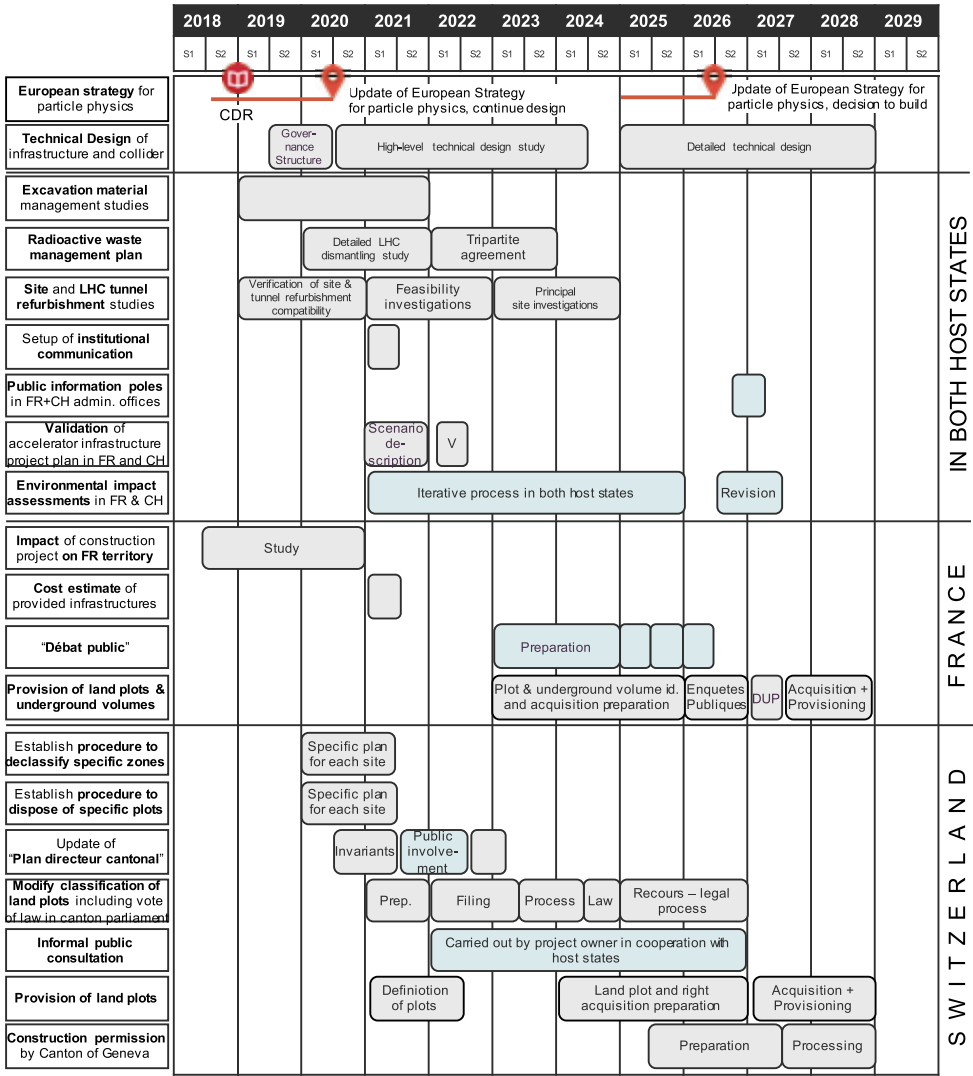 2018 2019 2020 2021 2022 2023 2024 2025 2026 2027 2028 2029
S1 S2 S1 S2 S1 S2 S1 S2 S1 S2 S1 S2 S1 S2 S1 S2 S1 S2 S1 S2 S1 S2 S1 S2
European strategy for
particle physics
CDR
Update of European Strategy
for particle physics, continue design
Update of European Strategy for
particle physics, decision to build
Technical Design of
infrastructure and collider
Gover-
nance
Structure
High-level technical design study
Detailed technical design
IN BOTH HOST STATES
Excavation material
management studies
Radioactive waste
management plan
Detailed LHC
dismantling study
Tripartite
agreement
Site and LHC tunnel
refurbishment studies
Verification of site &
tunnel refurbishment
compatibility
Feasibility
investigations
Principal
site investigations
Setup of institutional
communication
Public information poles
in FR+CH admin. offices
Validation of
accelerator infrastructure
project plan in FR and CH
Scenario
de-
scription
V
Environmental impact
assessments in FR & CH
Iterative process in both host states
Revision
FRANCE
Impact of construction
project on FR territory
Study
Cost estimate of
provided infrastructures
“Débat public”
Preparation
Provision of land plots &
underground volumes
Plot & underground volume id.
and acquisition preparation
Enquetes
Publiques
DUP
Acquisition +
Provisioning
SWITZERLAND
Establish procedure to
declassify specific zones
Specific plan
for each site
Establish procedure to
dispose of specific plots
Specific plan
for each site
Update of
“Plan directeur cantonal”
Invariants
Public
involve-
ment
Modify classification of
land plots including vote
of law in canton parliament
Prep.
Filing
Process
Law
Recours – legal
process
Informal public
consultation
Carried out by project owner in cooperation with
host states
Provision of land plots
Definiotion
of plots
Land plot and right
acquisition preparation
Acquisition +
Provisioning
Construction permission
by Canton of Geneva
Preparation
Processing